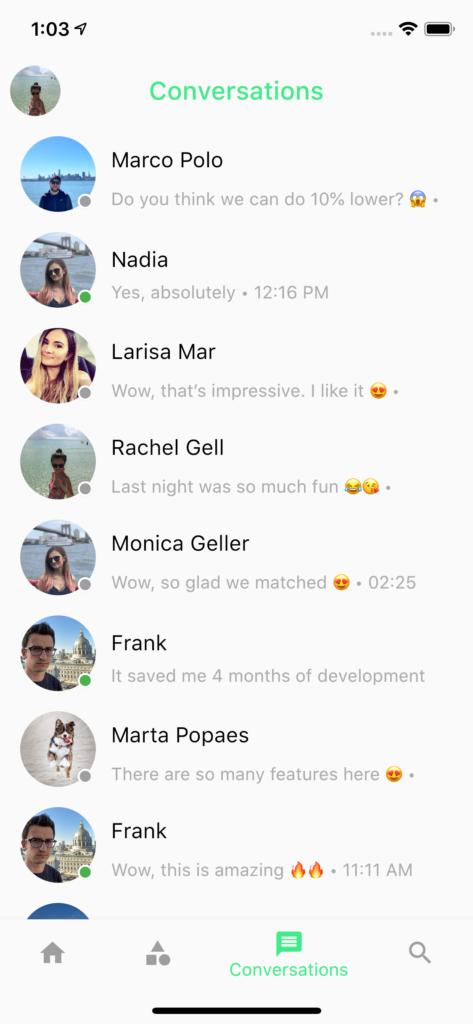 1:03
Conversations
Marco Polo
Do you think we can do 10% lower? 😱 •
Nadia
Yes, absolutely • 12:16 PM
Larisa Mar
Wow, that’s impressive. I like it 😍 •
Rachel Gell
Last night was so much fun 😂😘 •
Monica Geller
Wow, so glad we matched 😍 • 02:25
Frank
It saved me 4 months of development
Marta Popaes
There are so many features here 😍 •
Frank
Wow, this is amazing 🔥🔥 • 11:11 AM
Conversations